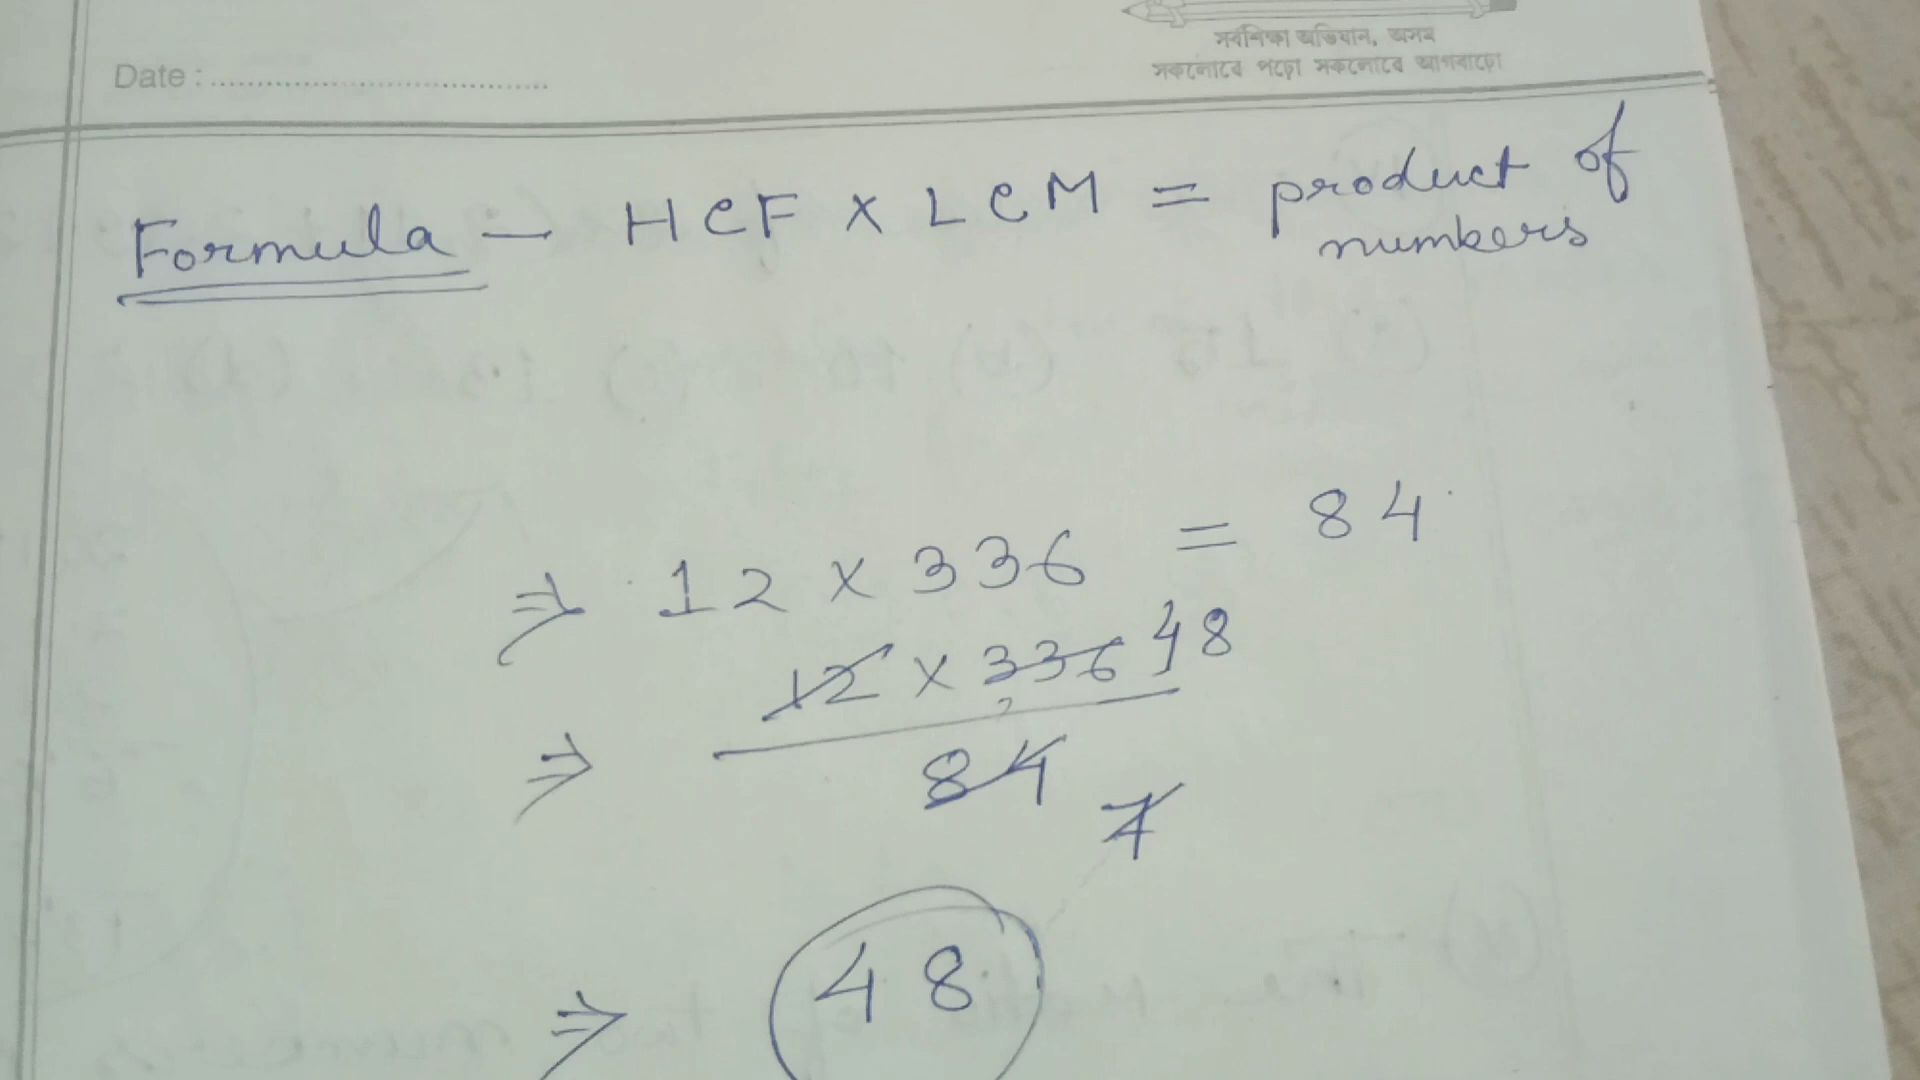 সর্বশিক্ষা অভিযান, অসম
Date :
সকলোৱে পঢ়ো সকলোৱে আগবাঢ়ো
Formula - HCF X LCM = product of
numbers
⇒ 12 X 336 = 84
12 X 336 48
⇒
84 7
⇒ 48